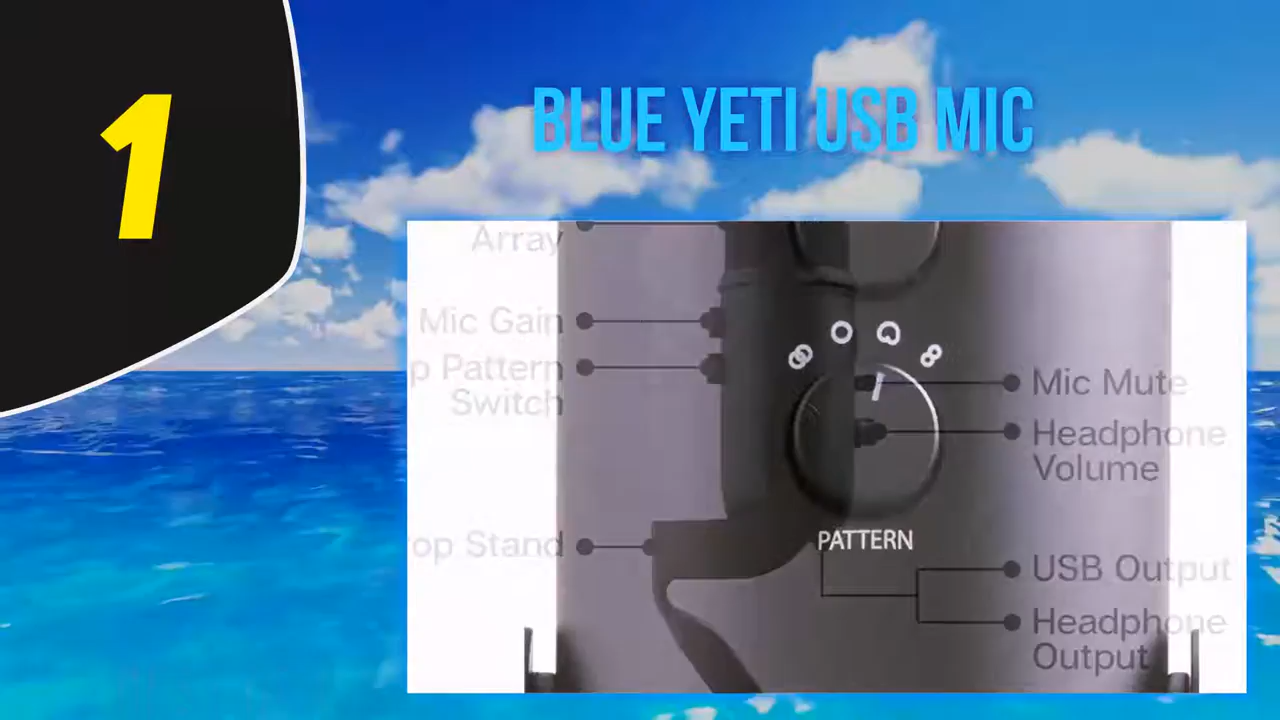 1
BLUE YETI USB MIC
Array
Mic Gain
p Pattern
Switch
Mic Mute
Headphone
Volume
PATTERN
op Stand
USB Output
Headphone
Output